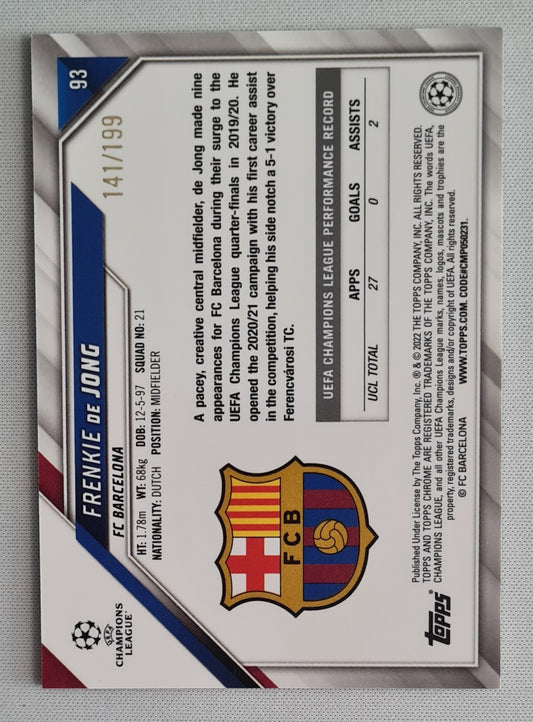 UEFA
CHAMPIONS
LEAGUE
FRENKIE DE JONG
93
141/199
FC BARCELONA
HT: 1.78m WT: 68kg DOB: 12-5-97 SQUAD NO: 21
NATIONALITY: DUTCH POSITION: MIDFIELDER
FCB
A pacey, creative central midfielder, de Jong made nine
appearances for FC Barcelona during their surge to the
UEFA Champions League quarter-finals in 2019/20. He
opened the 2020/21 campaign with his first career assist
in the competition, helping his side notch a 5-1 victory over
Ferencvárosi TC.
UEFA CHAMPIONS LEAGUE PERFORMANCE RECORD
APPS GOALS ASSISTS
UCL TOTAL 27 0 2
topps
Published Under License by The Topps Company, Inc. ® & © 2022 THE TOPPS COMPANY, INC. ALL RIGHTS RESERVED.
TOPPS AND TOPPS CHROME ARE REGISTERED TRADEMARKS OF THE TOPPS COMPANY, INC. The words UEFA,
CHAMPIONS LEAGUE, and all other UEFA Champions League marks, names, logos, mascots and trophies are the
property, registered trademarks, designs and/or copyright of UEFA. All rights reserved.
© FC BARCELONA WWW.TOPPS.COM. CODE#CMP050231.